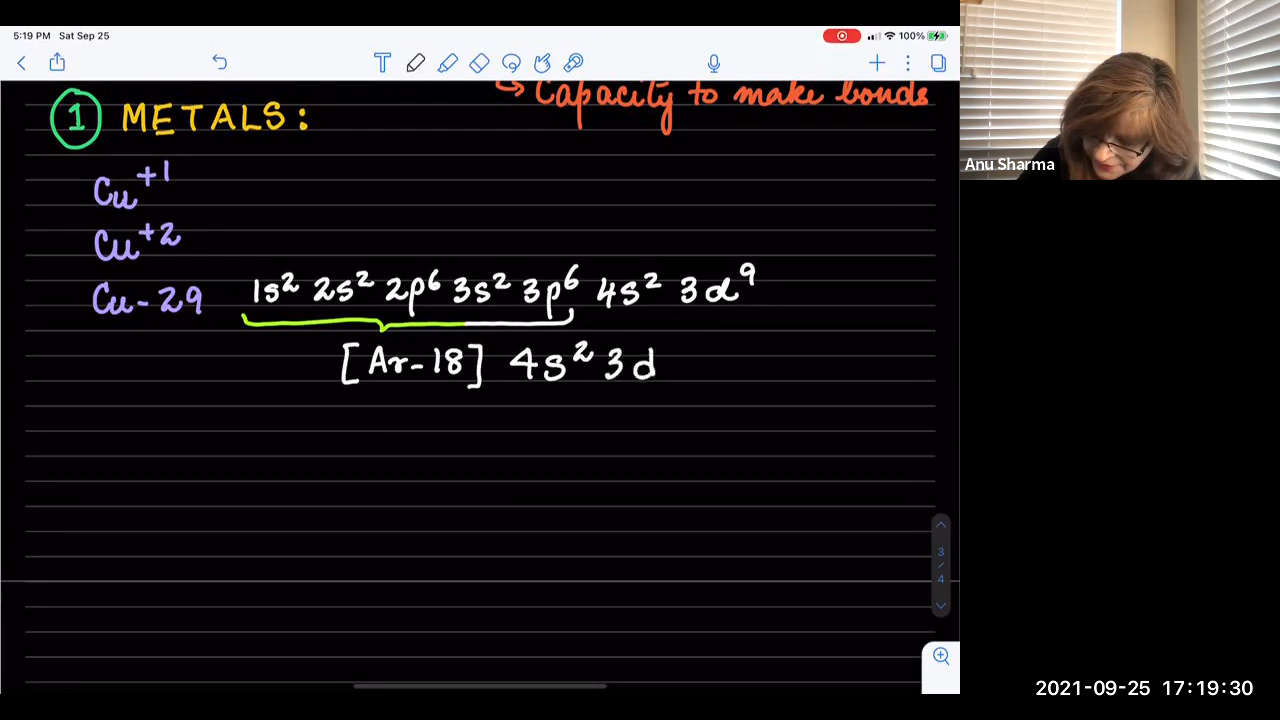 5:19 PM Sat Sep 25
100%
↳ Capacity to make bonds
1 METALS:
Cu⁺¹
Cu⁺²
Cu - 29 1s² 2s² 2p⁶ 3s² 3p⁶ 4s² 3d⁹
[Ar-18] 4s² 3d
Anu Sharma
3/4
2021-09-25 17:19:30